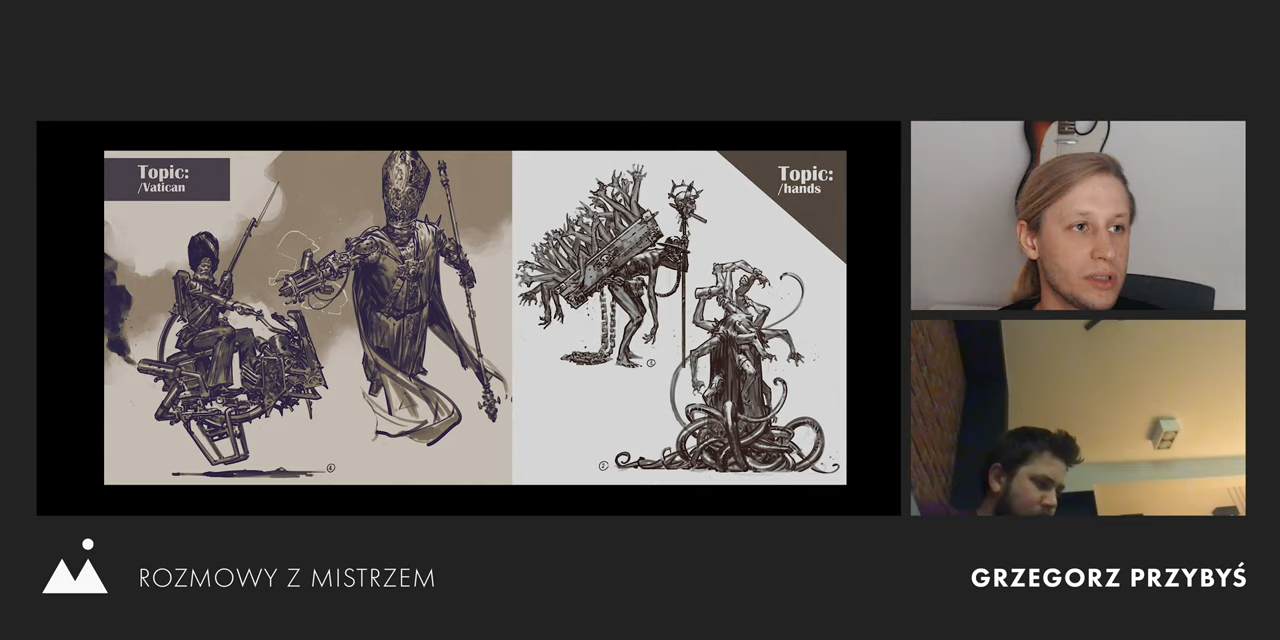 Topic:
/Vatican
Topic:
/hands
ROZMOWY Z MISTRZEM
GRZEGORZ PRZYBYŚ